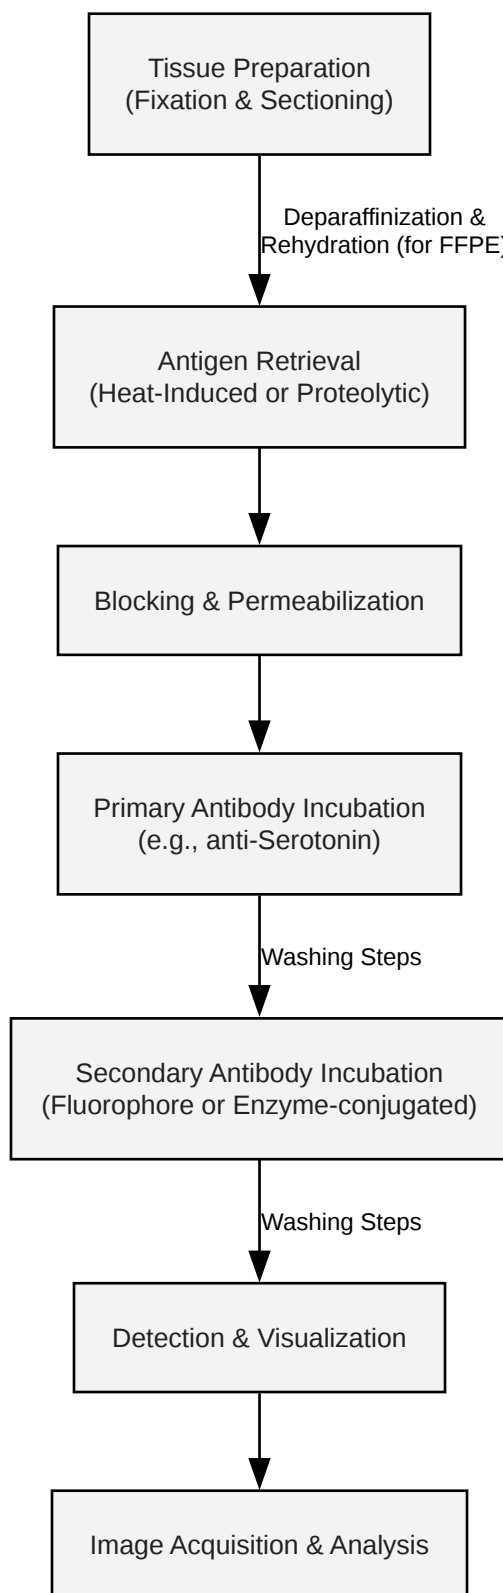 Tissue Preparation
(Fixation & Sectioning)
Deparaffinization &
Rehydration (for FFPE)
Antigen Retrieval
(Heat-Induced or Proteolytic)
Blocking & Permeabilization
Primary Antibody Incubation
(e.g., anti-Serotonin)
Washing Steps
Secondary Antibody Incubation
(Fluorophore or Enzyme-conjugated)
Washing Steps
Detection & Visualization
Image Acquisition & Analysis